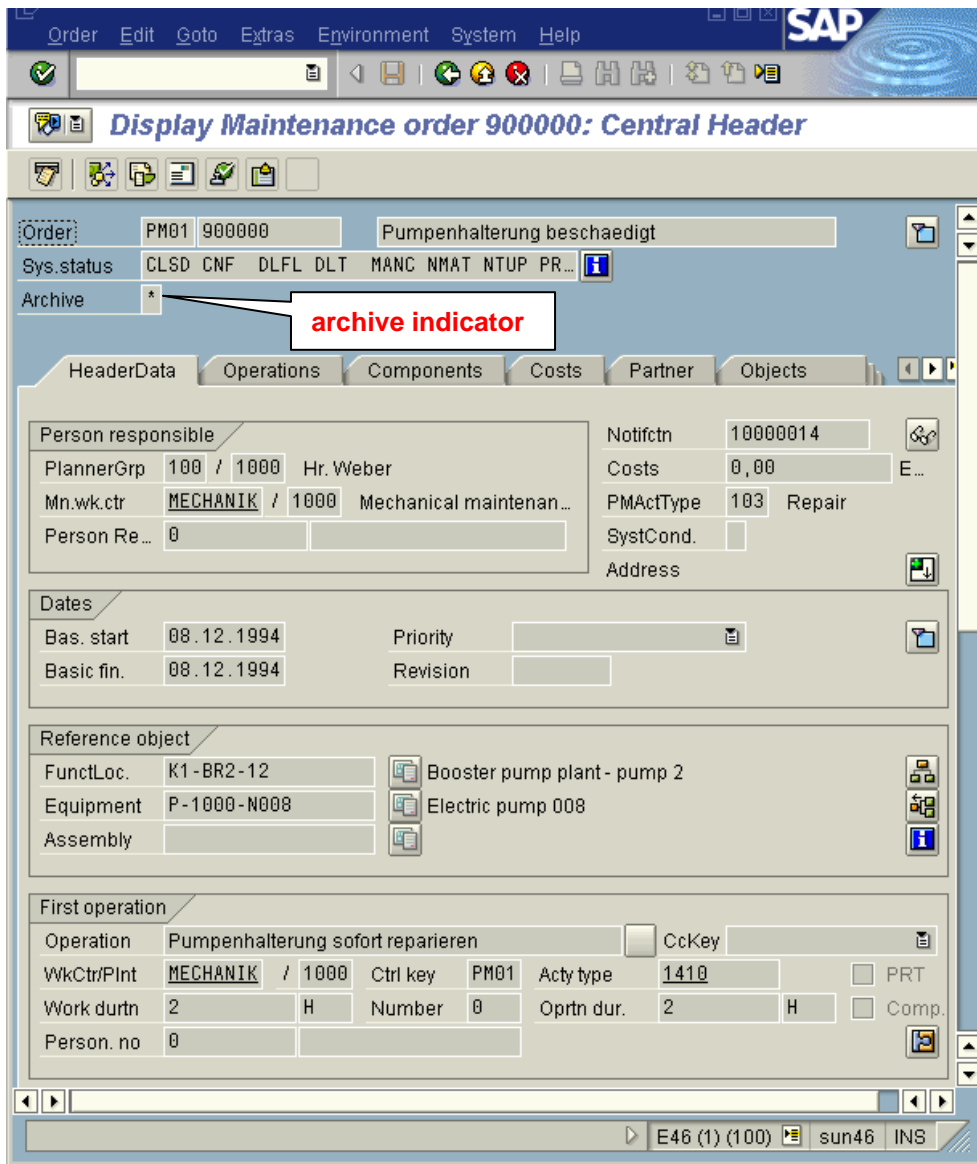 Order Edit Goto Extras Environment System Help
SAP
Display Maintenance order 900000: Central Header
Order PM01 900000 Pumpenhalterung beschaedigt
Sys.status CLSD CNF DLFL DLT MANC NMAT NTUP PR…
Archive *
archive indicator
HeaderData Operations Components Costs Partner Objects
Person responsible
PlannerGrp 100 / 1000 Hr. Weber
Mn.wk.ctr MECHANIK / 1000 Mechanical maintenan…
Person Re… 0
Notifctn 10000014
Costs 0,00 E…
PMActType 103 Repair
SystCond.
Address
Dates
Bas. start 08.12.1994 Priority
Basic fin. 08.12.1994 Revision
Reference object
FunctLoc. K1-BR2-12 Booster pump plant - pump 2
Equipment P-1000-N008 Electric pump 008
Assembly
First operation
Operation Pumpenhalterung sofort reparieren CcKey
WkCtr/Plnt MECHANIK / 1000 Ctrl key PM01 Acty type 1410 PRT
Work durtn 2 H Number 0 Oprtn dur. 2 H Comp.
Person. no 0
E46 (1) (100) sun46 INS